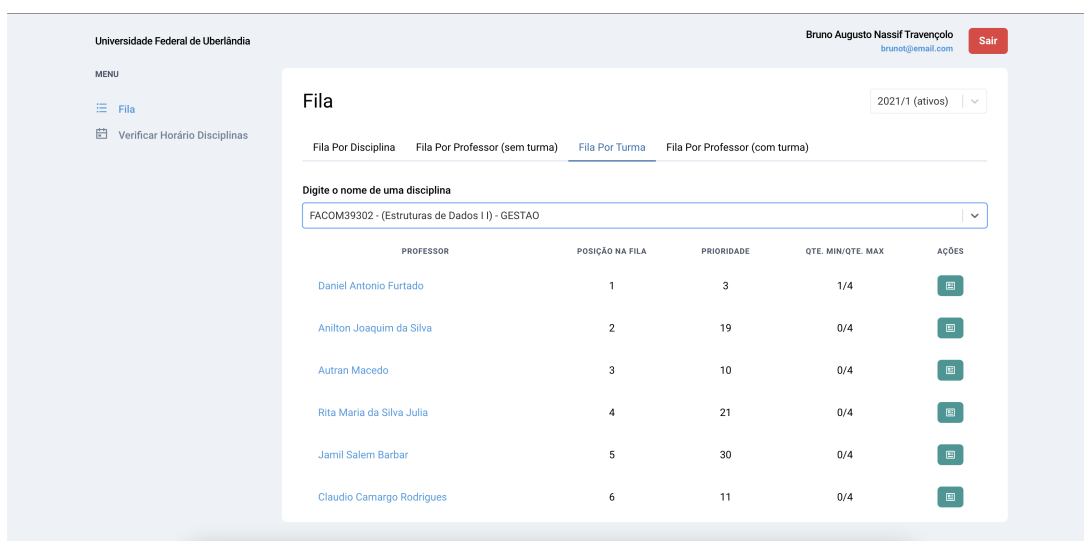 Universidade Federal de Uberlândia
Bruno Augusto Nassif Travençolo
brunot@email.com
Sair
MENU
Fila
Verificar Horário Disciplinas
Fila
2021/1 (ativos)
Fila Por Disciplina Fila Por Professor (sem turma) Fila Por Turma Fila Por Professor (com turma)
Digite o nome de uma disciplina
FACOM39302 - (Estruturas de Dados I I) - GESTAO
PROFESSOR POSIÇÃO NA FILA PRIORIDADE QTE. MIN/QTE. MAX AÇÕES
Daniel Antonio Furtado 1 3 1/4
Anilton Joaquim da Silva 2 19 0/4
Autran Macedo 3 10 0/4
Rita Maria da Silva Julia 4 21 0/4
Jamil Salem Barbar 5 30 0/4
Claudio Camargo Rodrigues 6 11 0/4